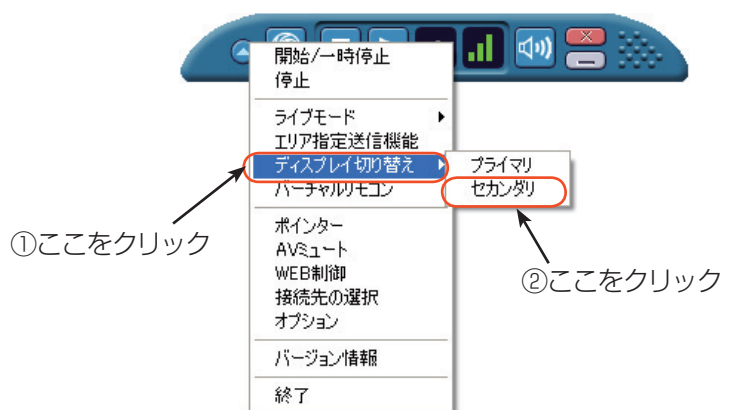 開始/一時停止
停止
ライブモード
エリア指定送信機能
ディスプレイ切り替え
プライマリ
バーチャルリモコン
セカンダリ
ポインター
①ここをクリック
AVミュート
WEB制御
②ここをクリック
接続先の選択
オプション
バージョン情報
終了